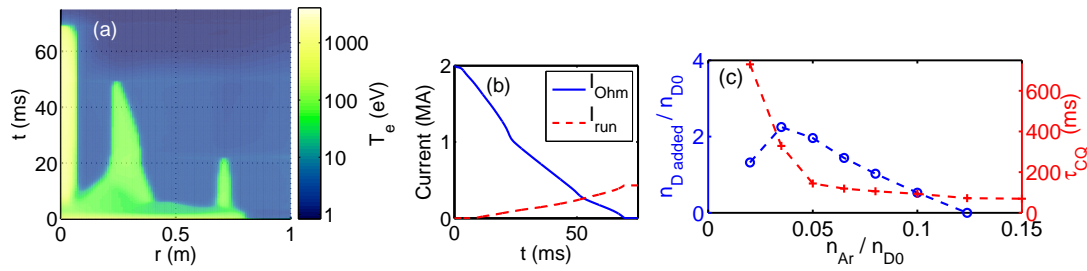 (a)
60
40
20
0
t (ms)
0
0.5
1
r (m)
1000
100
10
1
T_e (eV)
(b)
I_Ohm
I_run
2
1
0
Current (MA)
0
50
t (ms)
(c)
4
2
0
n_D added / n_D0
600
400
200
0
τ_CQ (ms)
0
0.05
0.1
0.15
n_Ar / n_D0